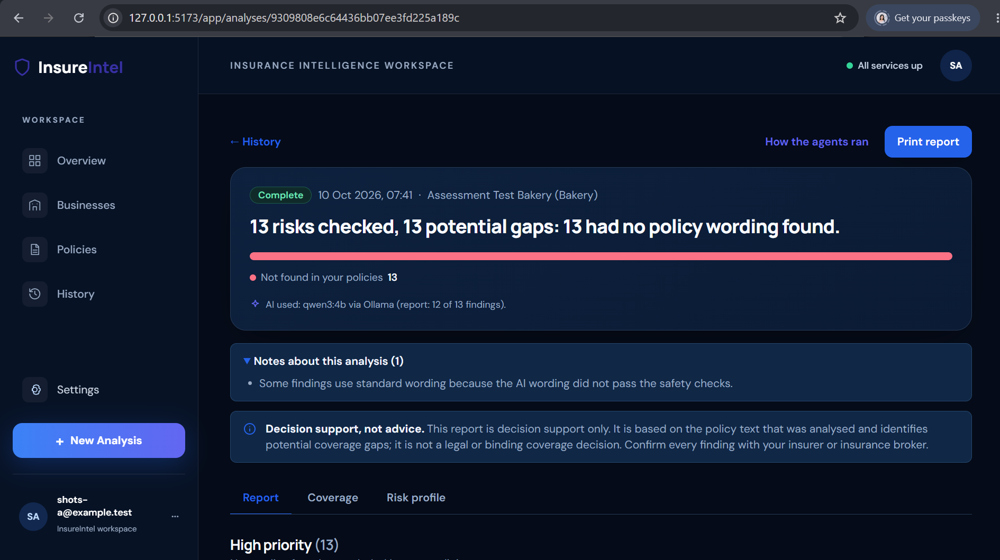 127.0.0.1:5173/app/analyses/9309808e6c64436bb07ee3fd225a189c
Get your passkeys
InsureIntel
INSURANCE INTELLIGENCE WORKSPACE
All services up
SA
WORKSPACE
Overview
Businesses
Policies
History
Settings
+ New Analysis
SA
shots-
a@example.test
InsureIntel workspace
...
← History
How the agents ran
Print report
Complete 10 Oct 2026, 07:41 · Assessment Test Bakery (Bakery)
13 risks checked, 13 potential gaps: 13 had no policy wording found.
Not found in your policies 13
AI used: qwen3:4b via Ollama (report: 12 of 13 findings).
Notes about this analysis (1)
• Some findings use standard wording because the AI wording did not pass the safety checks.
Decision support, not advice. This report is decision support only. It is based on the policy text that was analysed and identifies
potential coverage gaps; it is not a legal or binding coverage decision. Confirm every finding with your insurer or insurance broker.
Report
Coverage
Risk profile
High priority (13)